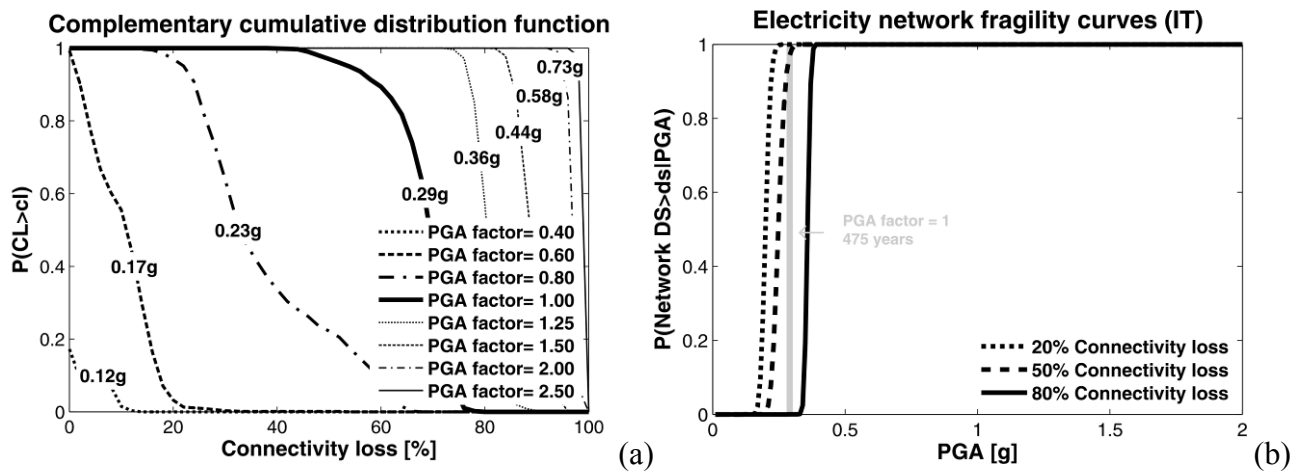 Complementary cumulative distribution function
P(CL>cl)
1
0.8
0.6
0.4
0.2
0
0.12g
0.17g
0.23g
0.29g
0.36g
0.44g
0.58g
0.73g
PGA factor= 0.40
PGA factor= 0.60
PGA factor= 0.80
PGA factor= 1.00
PGA factor= 1.25
PGA factor= 1.50
PGA factor= 2.00
PGA factor= 2.50
0 20 40 60 80 100
Connectivity loss [%]
(a)
Electricity network fragility curves (IT)
P(Network DS>ds|PGA)
1
0.8
0.6
0.4
0.2
0
PGA factor = 1
475 years
20% Connectivity loss
50% Connectivity loss
80% Connectivity loss
0 0.5 1 1.5 2
PGA [g]
(b)